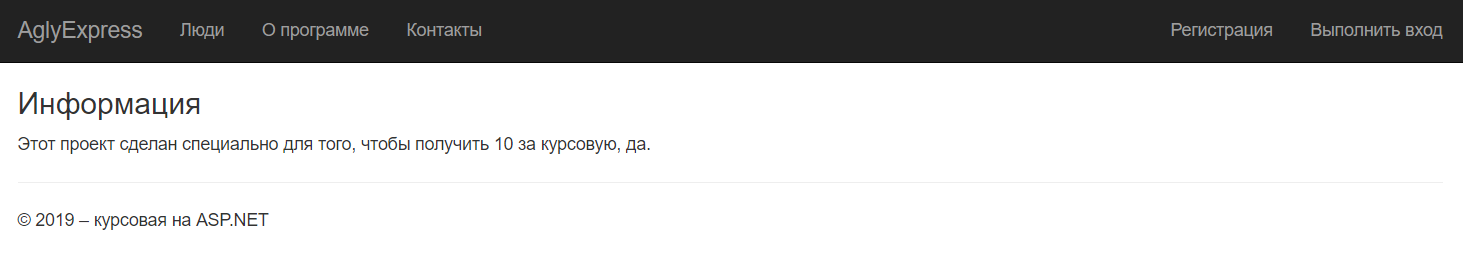 AglyExpress Люди О программе Контакты Регистрация Выполнить вход
Информация
Этот проект сделан специально для того, чтобы получить 10 за курсовую, да.
© 2019 – курсовая на ASP.NET